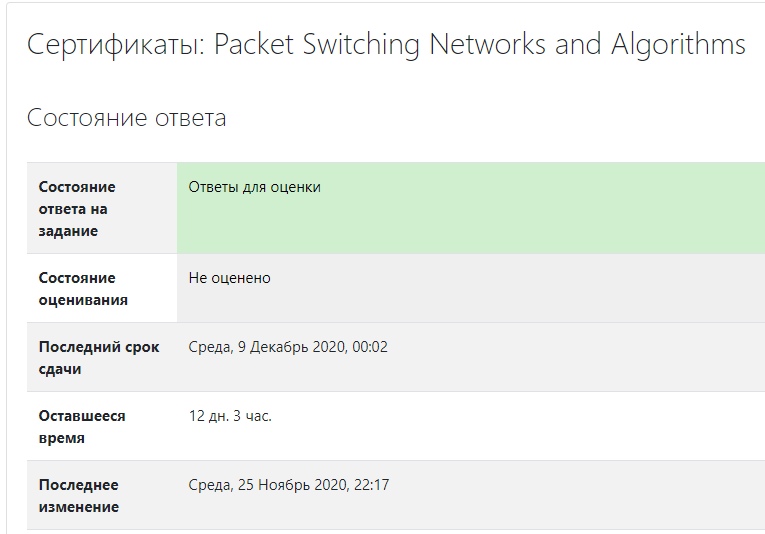 Сертификаты: Packet Switching Networks and Algorithms
Состояние ответа
Состояние
ответа на
задание
Ответы для оценки
Состояние
оценивания
Не оценено
Последний срок
сдачи
Среда, 9 Декабрь 2020, 00:02
Оставшееся
время
12 дн. 3 час.
Последнее
изменение
Среда, 25 Ноябрь 2020, 22:17